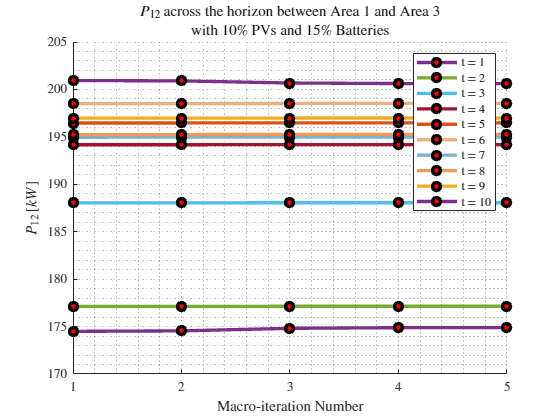 P12 across the horizon between Area 1 and Area 3
with 10% PVs and 15% Batteries
P12 [kW]
205
200
195
190
185
180
175
170
1
2
3
4
5
Macro-iteration Number
t = 1
t = 2
t = 3
t = 4
t = 5
t = 6
t = 7
t = 8
t = 9
t = 10